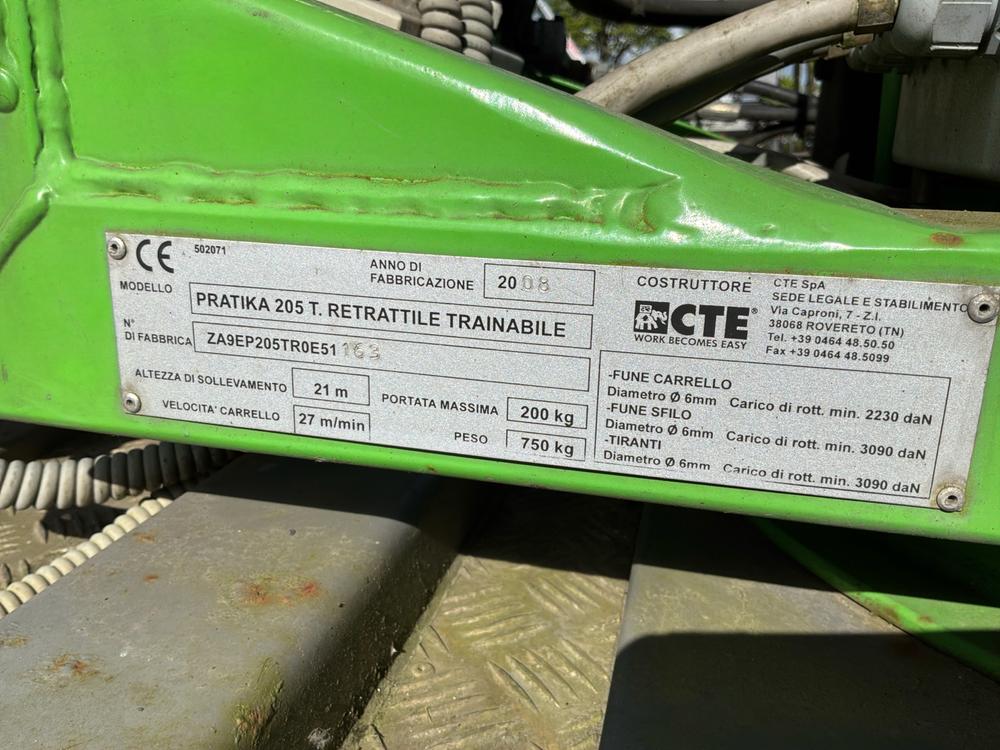 CE 502071
ANNO DI
FABBRICAZIONE 2008
MODELLO PRATIKA 205 T. RETRATTILE TRAINABILE
N°
DI FABBRICA ZA9EP205TR0E51163
ALTEZZA DI SOLLEVAMENTO 21 m
PORTATA MASSIMA 200 kg
VELOCITA' CARRELLO 27 m/min
PESO 750 kg
COSTRUTTORE
CTE®
WORK BECOMES EASY
CTE SpA
SEDE LEGALE E STABILIMENTO
Via Caproni, 7 - Z.I.
38068 ROVERETO (TN)
Tel. +39 0464 48.50.50
Fax +39 0464 48.5099
-FUNE CARRELLO
Diametro Ø 6mm Carico di rott. min. 2230 daN
-FUNE SFILO
Diametro Ø 6mm Carico di rott. min. 3090 daN
-TIRANTI
Diametro Ø 6mm Carico di rott. min. 3090 daN